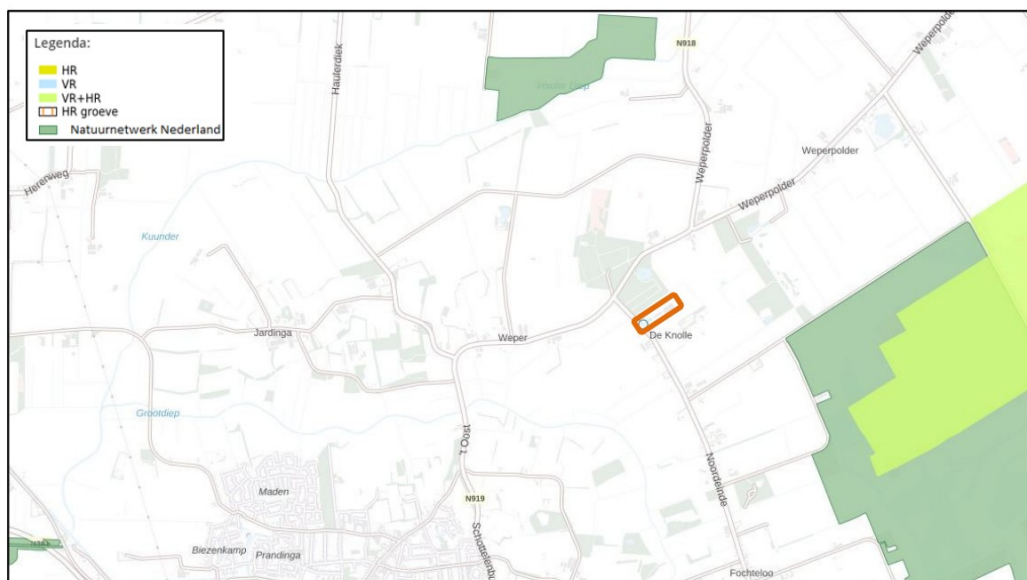 Legenda:
HR
VR
VR+HR
HR groeve
Natuurnetwerk Nederland
N918
Weperpolder
Haulerdiek
Weperpolder
Weperpolder
Herenweg
Weperpolder
Kuunder
Jardinga
Weper
De Knolle
Grootdiep
't Oost
Noordeinde
Maden
N919
Biezenkamp
Prandinga
Fochteloo